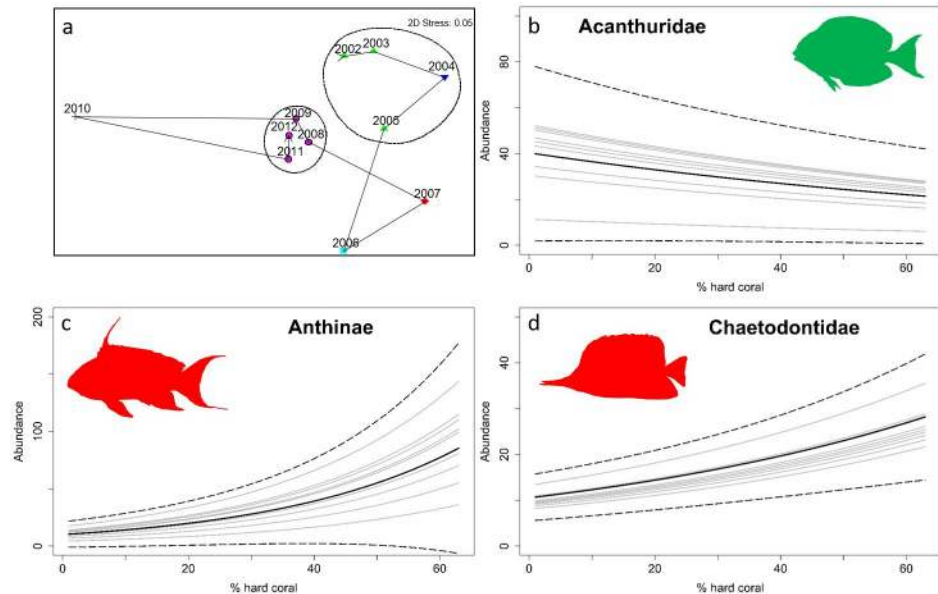 a
2D Stress: 0.05
2002
2003
2004
2005
2010
2009
2012
2008
2011
2007
2006
b
Acanthuridae
Abundance
80
40
0
0
20
40
60
% hard coral
c
Anthinae
Abundance
200
100
0
0
20
40
60
% hard coral
d
Chaetodontidae
Abundance
40
20
0
0
20
40
60
% hard coral